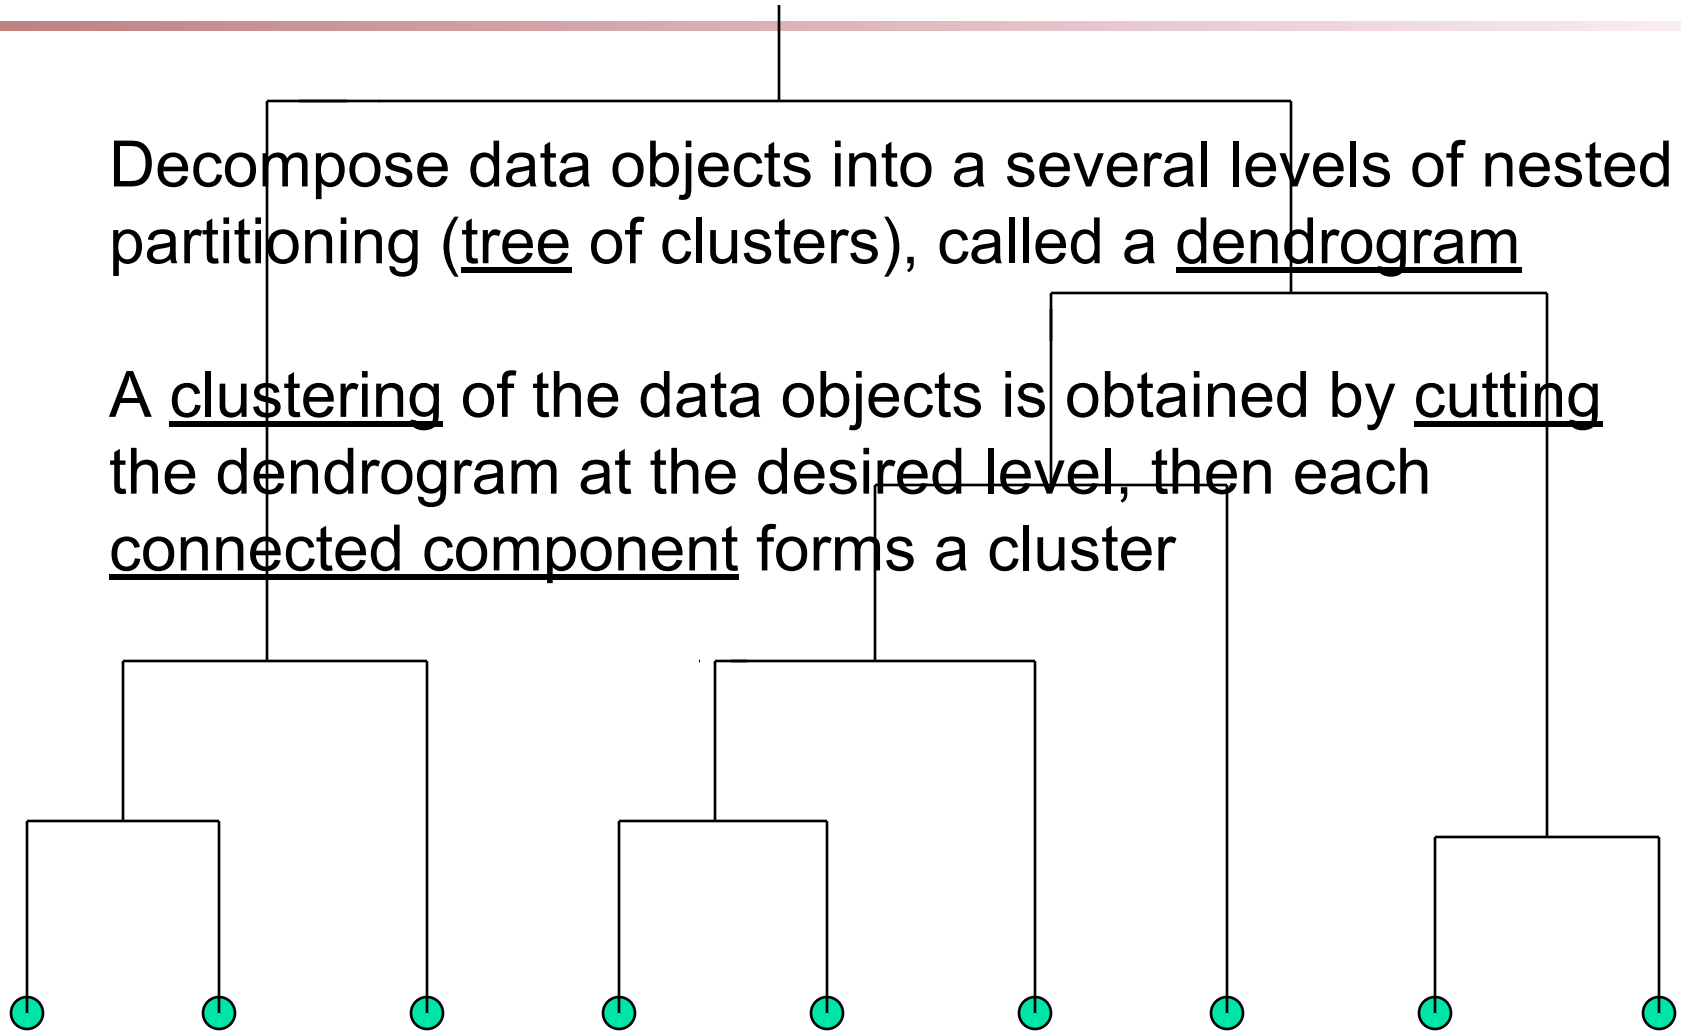 Decompose data objects into a several levels of nested
partitioning (tree of clusters), called a dendrogram
A clustering of the data objects is obtained by cutting
the dendrogram at the desired level, then each
connected component forms a cluster